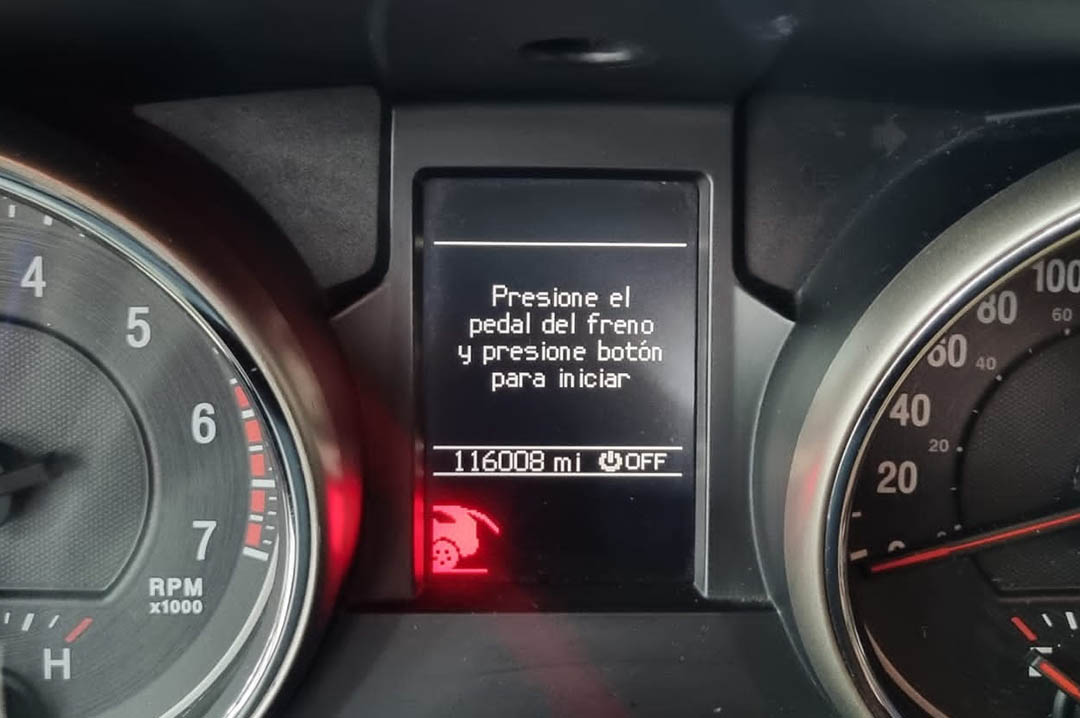 Presione el
pedal del freno
y presione botón
para iniciar
116008 mi OFF
4
5
6
7
RPM
x1000
H
100
80
60
40
20
0
60
40
20
E